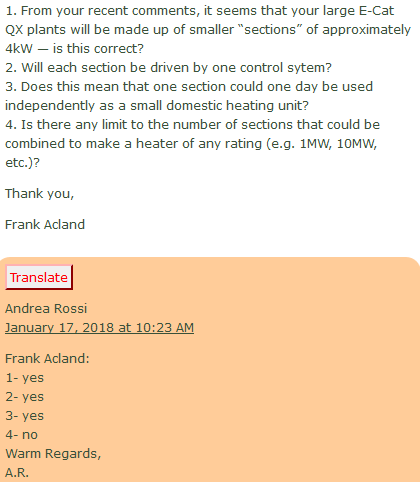 1. From your recent comments, it seems that your large E-Cat
QX plants will be made up of smaller “sections” of approximately
4kW — is this correct?
2. Will each section be driven by one control sytem?
3. Does this mean that one section could one day be used
independently as a small domestic heating unit?
4. Is there any limit to the number of sections that could be
combined to make a heater of any rating (e.g. 1MW, 10MW,
etc.)?
Thank you,
Frank Acland
Translate
Andrea Rossi
January 17, 2018 at 10:23 AM
Frank Acland:
1- yes
2- yes
3- yes
4- no
Warm Regards,
A.R.